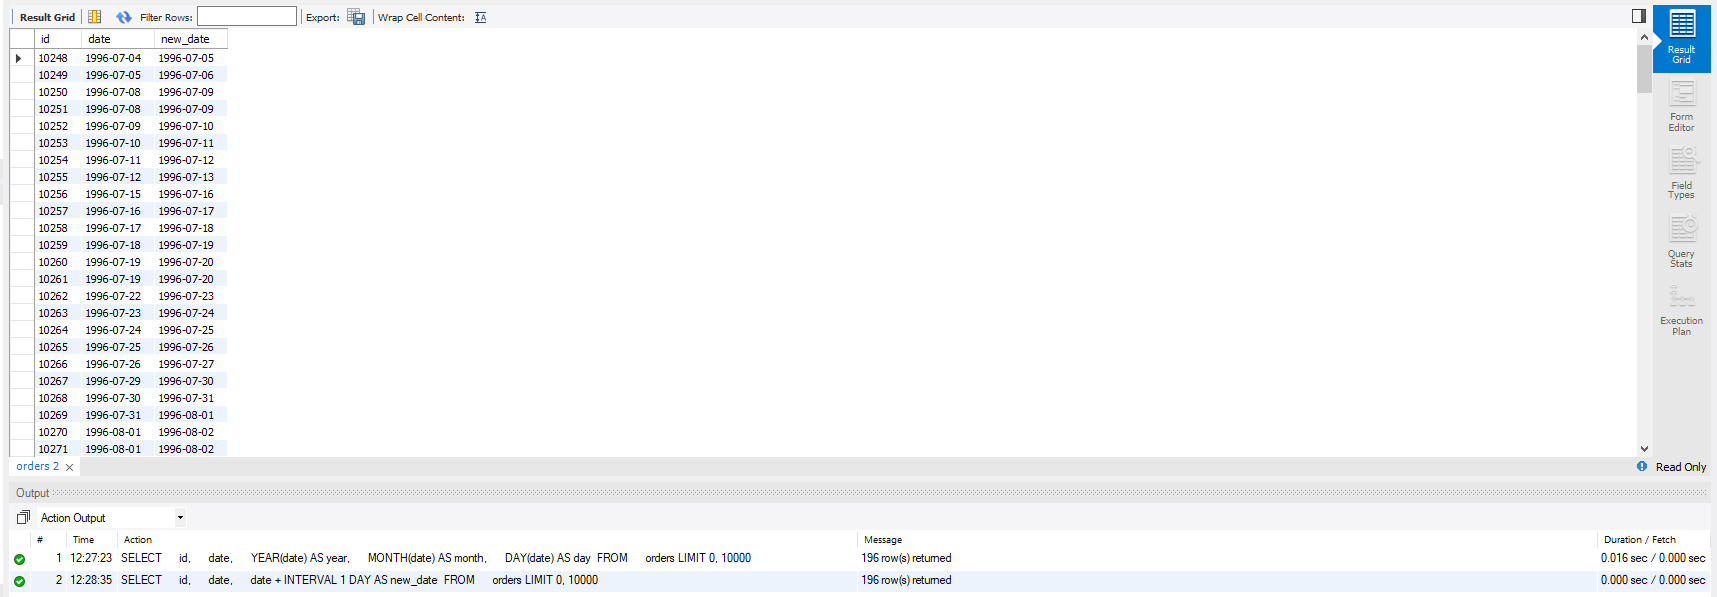 Result Grid Filter Rows: Export: Wrap Cell Content:
id date new_date
10248 1996-07-04 1996-07-05
10249 1996-07-05 1996-07-06
10250 1996-07-08 1996-07-09
10251 1996-07-08 1996-07-09
10252 1996-07-09 1996-07-10
10253 1996-07-10 1996-07-11
10254 1996-07-11 1996-07-12
10255 1996-07-12 1996-07-13
10256 1996-07-15 1996-07-16
10257 1996-07-16 1996-07-17
10258 1996-07-17 1996-07-18
10259 1996-07-18 1996-07-19
10260 1996-07-19 1996-07-20
10261 1996-07-19 1996-07-20
10262 1996-07-22 1996-07-23
10263 1996-07-23 1996-07-24
10264 1996-07-24 1996-07-25
10265 1996-07-25 1996-07-26
10266 1996-07-26 1996-07-27
10267 1996-07-29 1996-07-30
10268 1996-07-30 1996-07-31
10269 1996-07-31 1996-08-01
10270 1996-08-01 1996-08-02
10271 1996-08-01 1996-08-02
Result
Grid
Form
Editor
Field
Types
Query
Stats
Execution
Plan
orders 2
Read Only
Output
Action Output
# Time Action Message Duration / Fetch
1 12:27:23 SELECT id, date, YEAR(date) AS year, MONTH(date) AS month, DAY(date) AS day FROM orders LIMIT 0, 10000 196 row(s) returned 0.016 sec / 0.000 sec
2 12:28:35 SELECT id, date, date + INTERVAL 1 DAY AS new_date FROM orders LIMIT 0, 10000 196 row(s) returned 0.000 sec / 0.000 sec